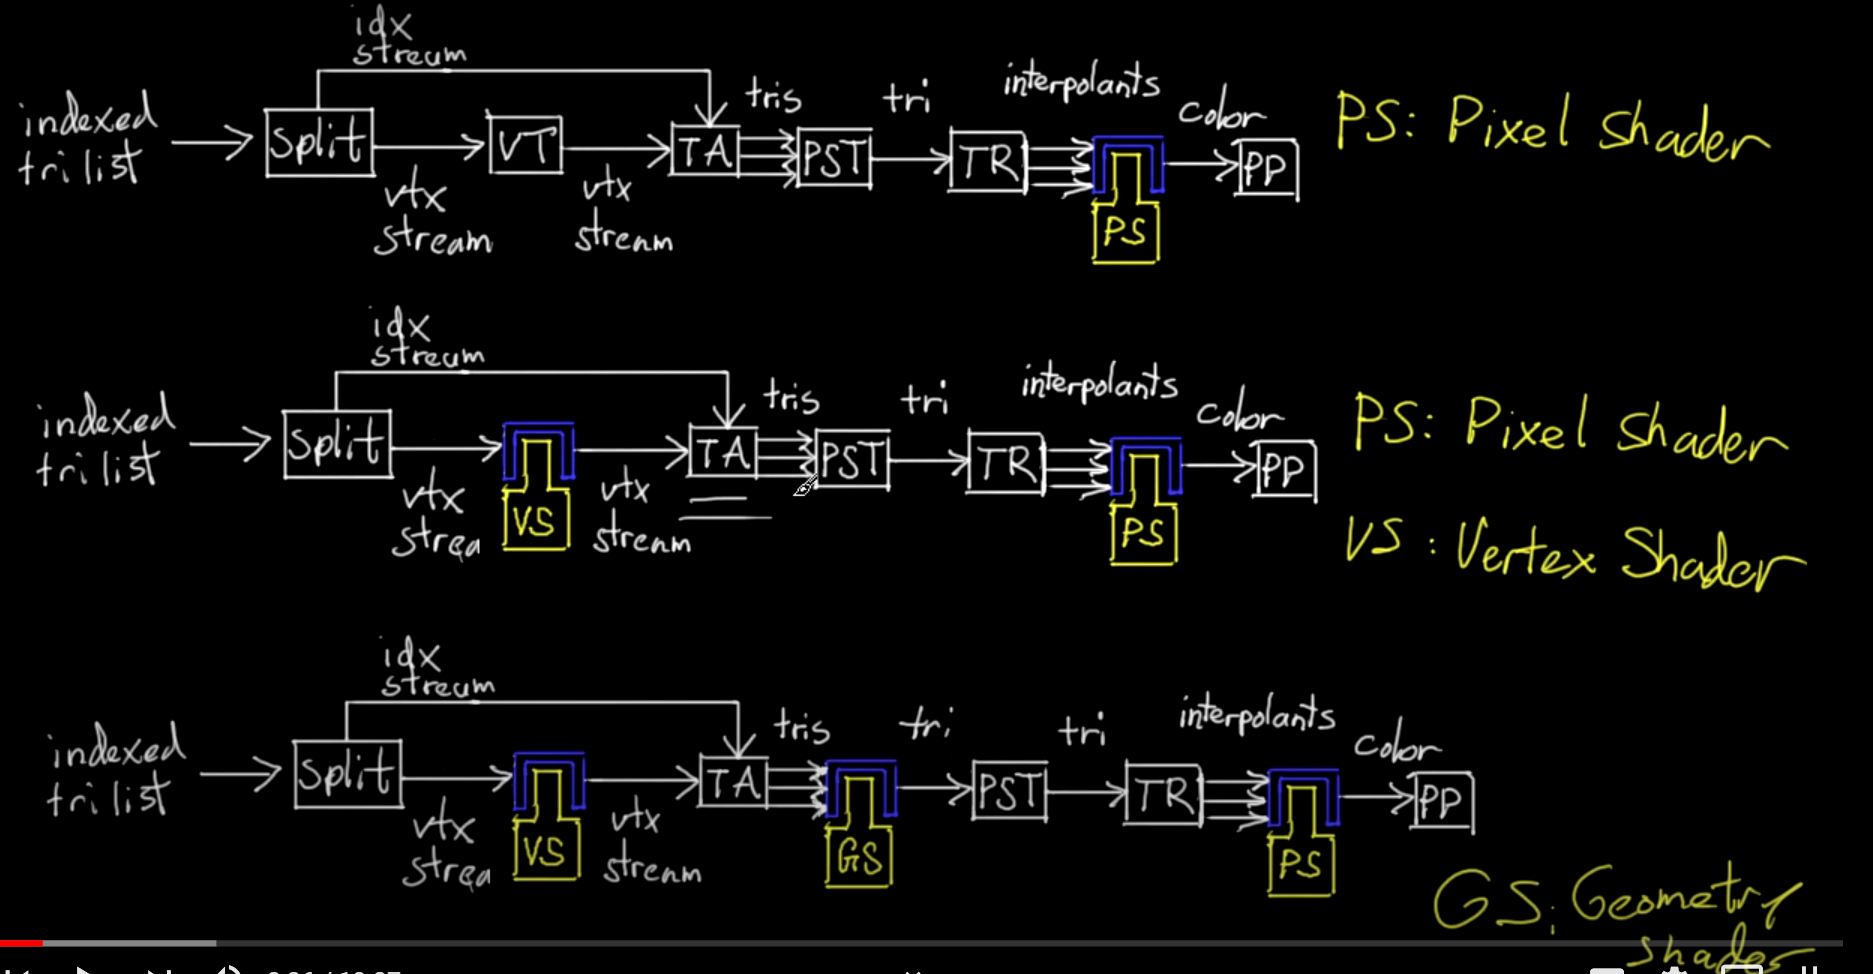 idx
stream
indexed
tri list
split
vtx
stream
VT
vtx
stream
TA
tris
PST
tri
TR
interpolants
PS
color
PP
PS: Pixel Shader
idx
stream
indexed
tri list
split
vtx
strea
VS
vtx
stream
TA
tris
PST
tri
TR
interpolants
PS
color
PP
PS: Pixel Shader
VS: Vertex Shader
idx
stream
indexed
tri list
split
vtx
strea
VS
vtx
stream
TA
tris
GS
tri
PST
tri
TR
interpolants
PS
color
PP
GS: Geometry
Shader